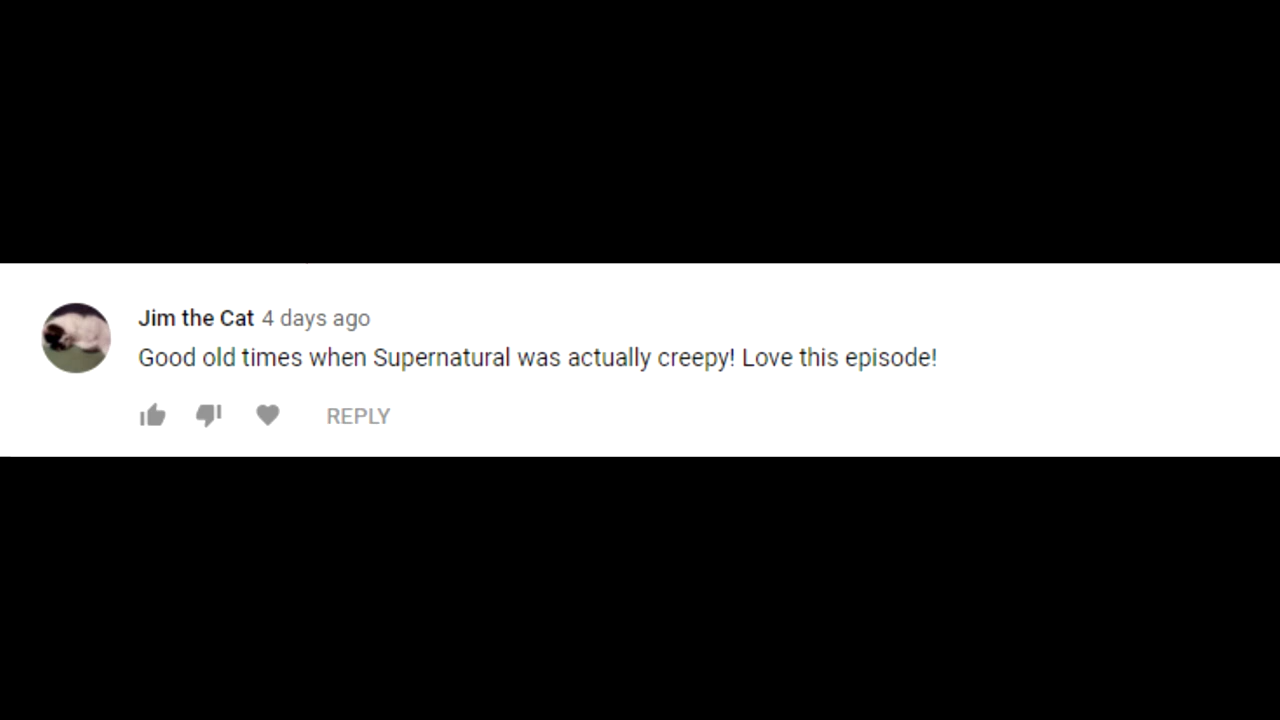 Jim the Cat 4 days ago
Good old times when Supernatural was actually creepy! Love this episode!
REPLY